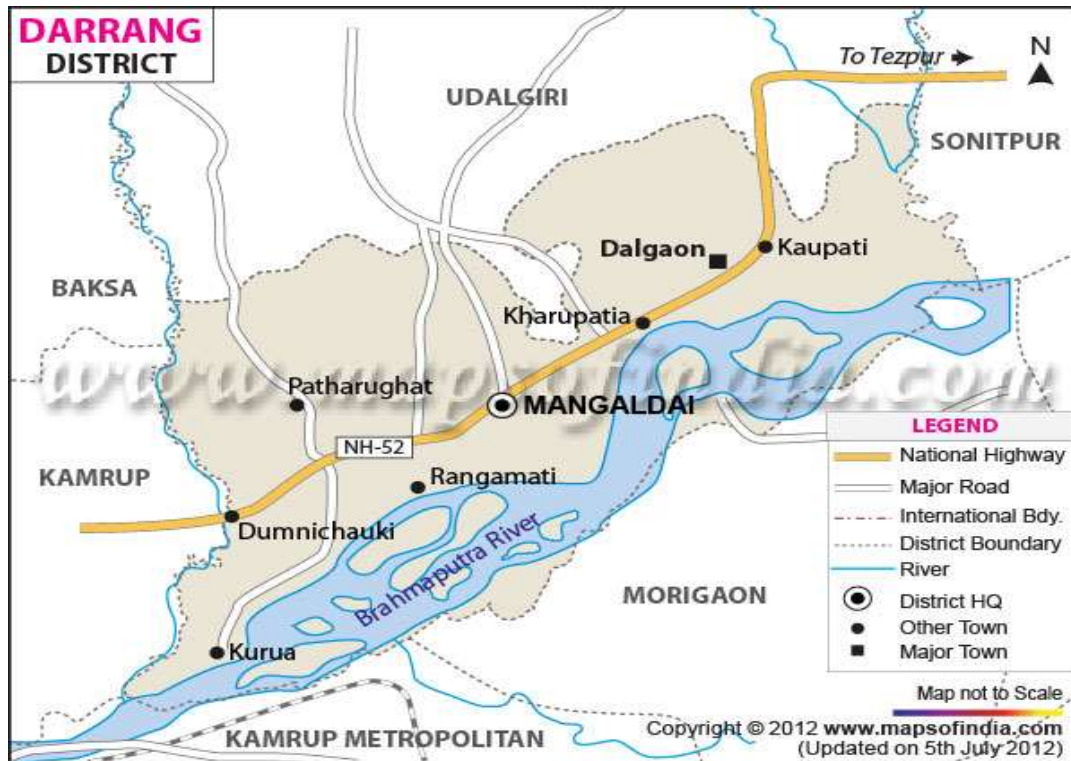 DARRANG
DISTRICT
To Tezpur
N
UDALGIRI
SONITPUR
Dalgaon
Kaupati
BAKSA
Kharupatia
www.mapsofindia.com
Patharughat
MANGALDAI
LEGEND
National Highway
Major Road
International Bdy.
District Boundary
River
District HQ
Other Town
Major Town
NH-52
KAMRUP
Rangamati
Dumnichauki
Brahmaputra River
MORIGAON
Kurua
KAMRUP METROPOLITAN
Map not to Scale
Copyright © 2012 www.mapsofindia.com
(Updated on 5th July 2012)